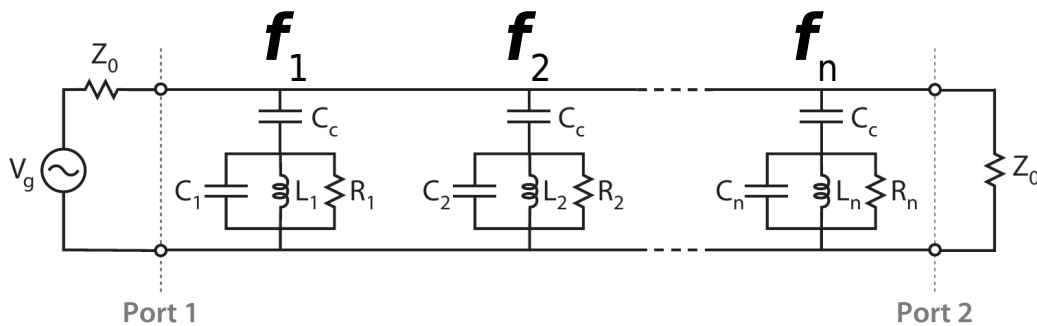 f1 f2 fn
Z0
Cc Cc Cc
Vg
C1 L1 R1 C2 L2 R2 Cn Ln Rn
Z0
Port 1 Port 2